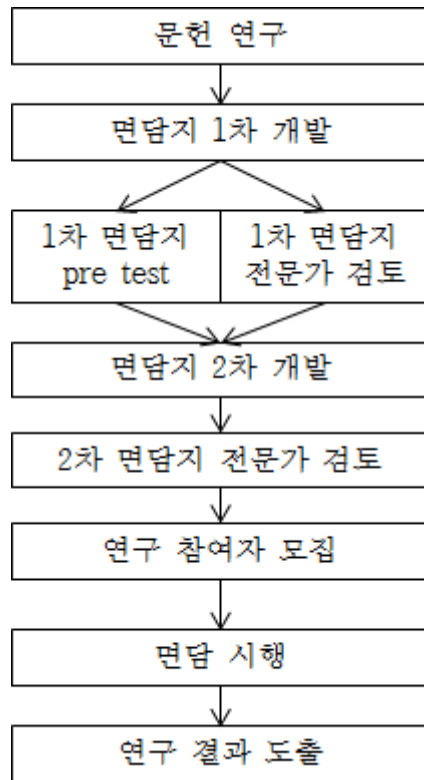 문헌 연구
면담지 1차 개발
1차 면담지
pre test
1차 면담지
전문가 검토
면담지 2차 개발
2차 면담지 전문가 검토
연구 참여자 모집
면담 시행
연구 결과 도출